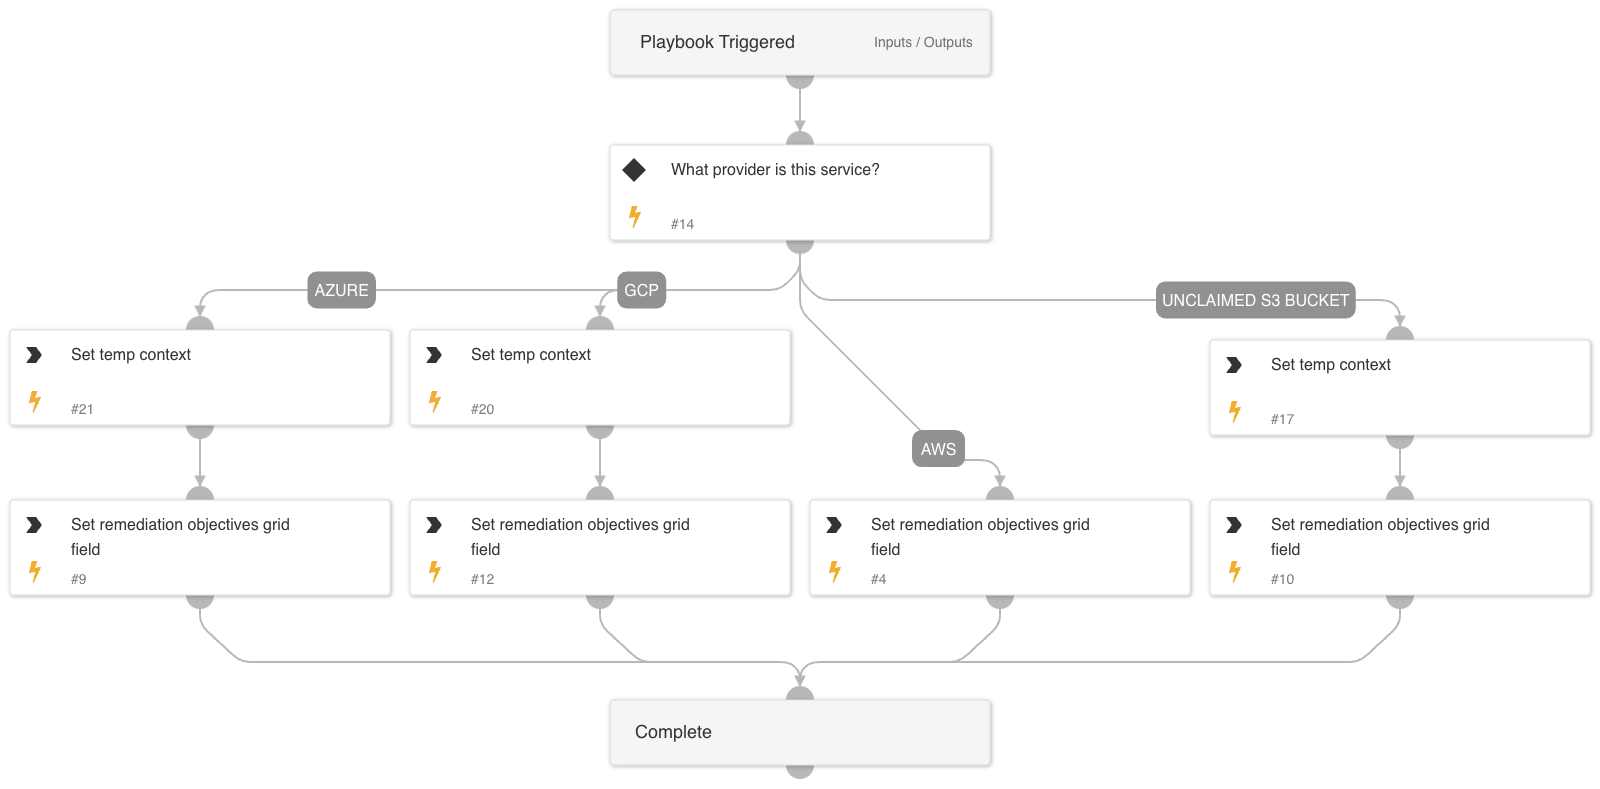 Playbook Triggered
Inputs / Outputs
What provider is this service?
#14
AZURE
GCP
UNCLAIMED S3 BUCKET
Set temp context
#21
Set temp context
#20
Set temp context
#17
AWS
Set remediation objectives grid
field
#9
Set remediation objectives grid
field
#12
Set remediation objectives grid
field
#4
Set remediation objectives grid
field
#10
Complete